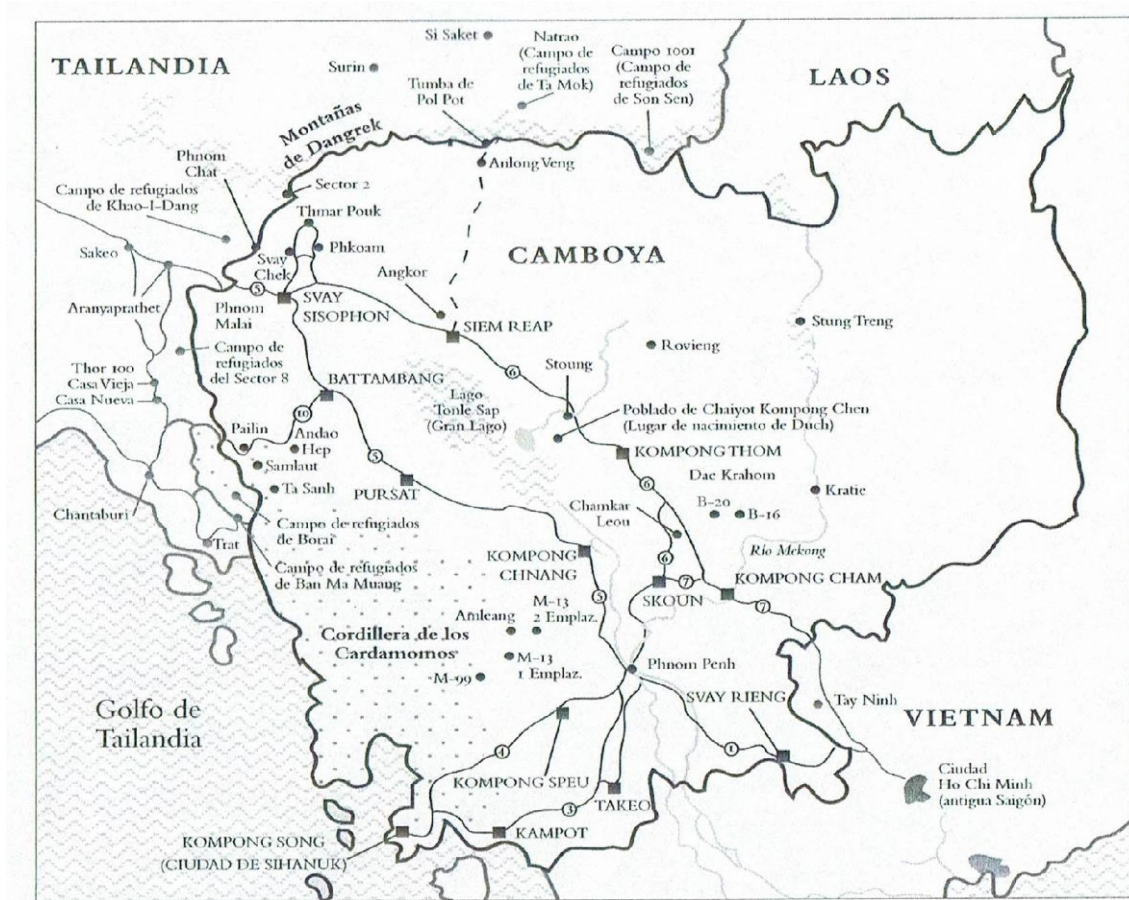 TAILANDIA
Si Saket
Surin
Natrao
(Campo de
refugiados
de Ta Mok)
Campo 1001
(Campo de
refugiados
de Son Sen)
LAOS
Tumba de
Pol Pot
Montañas
de Dangrek
Phnom
Chat
Anlong Veng
Campo de refugiados
de Khao-I-Dang
Sector 2
Thmar Pouk
CAMBOYA
Sakeo
Svay
Chek
Phkoam
Angkor
5
Aranyaprathet
Phnom
Malai
SVAY
SISOPHON
SIEM REAP
Stung Treng
Campo de
refugiados
del Sector 8
Rovieng
Stoung
6
Thor 100
Casa Vieja
Casa Nueva
BATTAMBANG
Lago
Tonle Sap
(Gran Lago)
10
Poblado de Chaiyot Kompong Chen
(Lugar de nacimiento de Duch)
Pailin
Andao
Hep
KOMPONG THOM
5
Samlaut
Dac Krahom
PURSAT
Ta Sanh
6
Kratie
Chantaburi
Chamkar
Leou
B-20
B-16
Campo de refugiados
de Borai
Trat
Río Mekong
KOMPONG
CHNANG
6
Campo de refugiados
de Ban Ma Muang
7
KOMPONG CHAM
SKOUN
5
7
Amleang
M-13
2 Emplaz.
Cordillera de los
Cardamomos
M-13
1 Emplaz.
Phnom Penh
M-99
SVAY RIENG
Tay Ninh
Golfo de
Tailandia
VIETNAM
4
1
KOMPONG SPEU
Ciudad
Ho Chi Minh
(antigua Saigón)
TAKEO
3
KAMPOT
KOMPONG SONG
(CIUDAD DE SIHANUK)